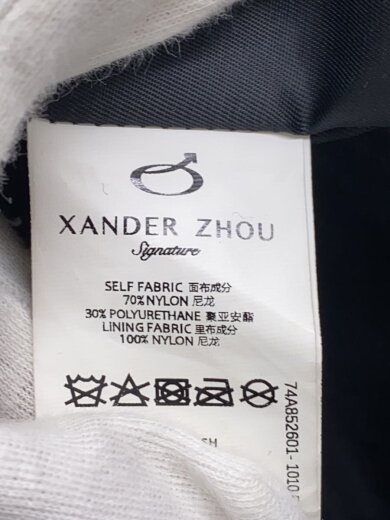 XANDER ZHOU
Signature
SELF FABRIC 面布成分
70% NYLON 尼龙
30% POLYURETHANE 聚亚安酯
LINING FABRIC 里布成分
100% NYLON 尼龙
74A852601-1010